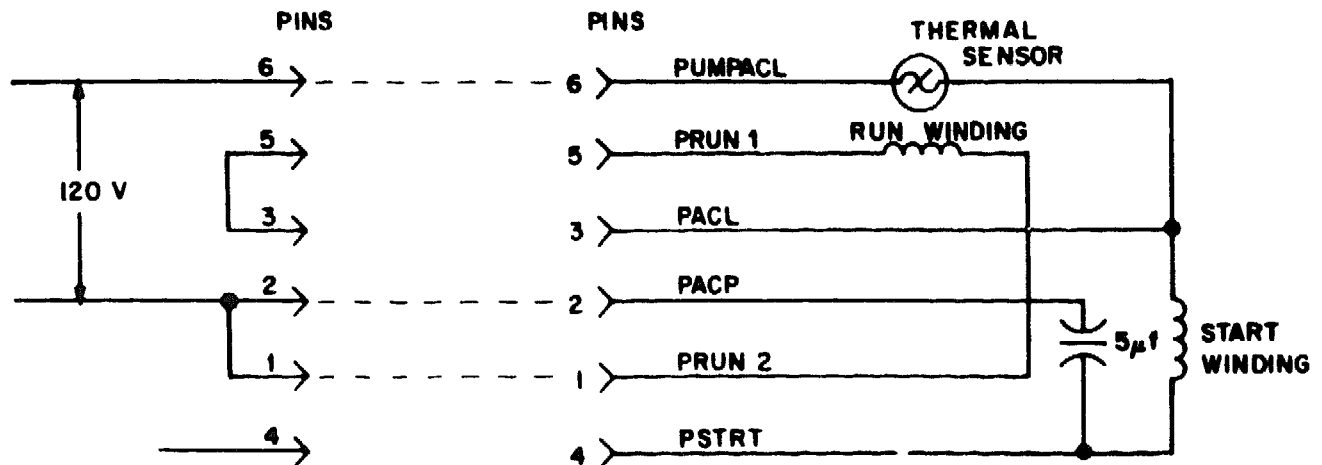 PINS PINS
THERMAL
SENSOR
6 6 PUMPACL
RUN WINDING
5 5 PRUN 1
120 V
3 3 PACL
2 2 PACP
5μf
START
WINDING
1 1 PRUN 2
4 4 PSTRT